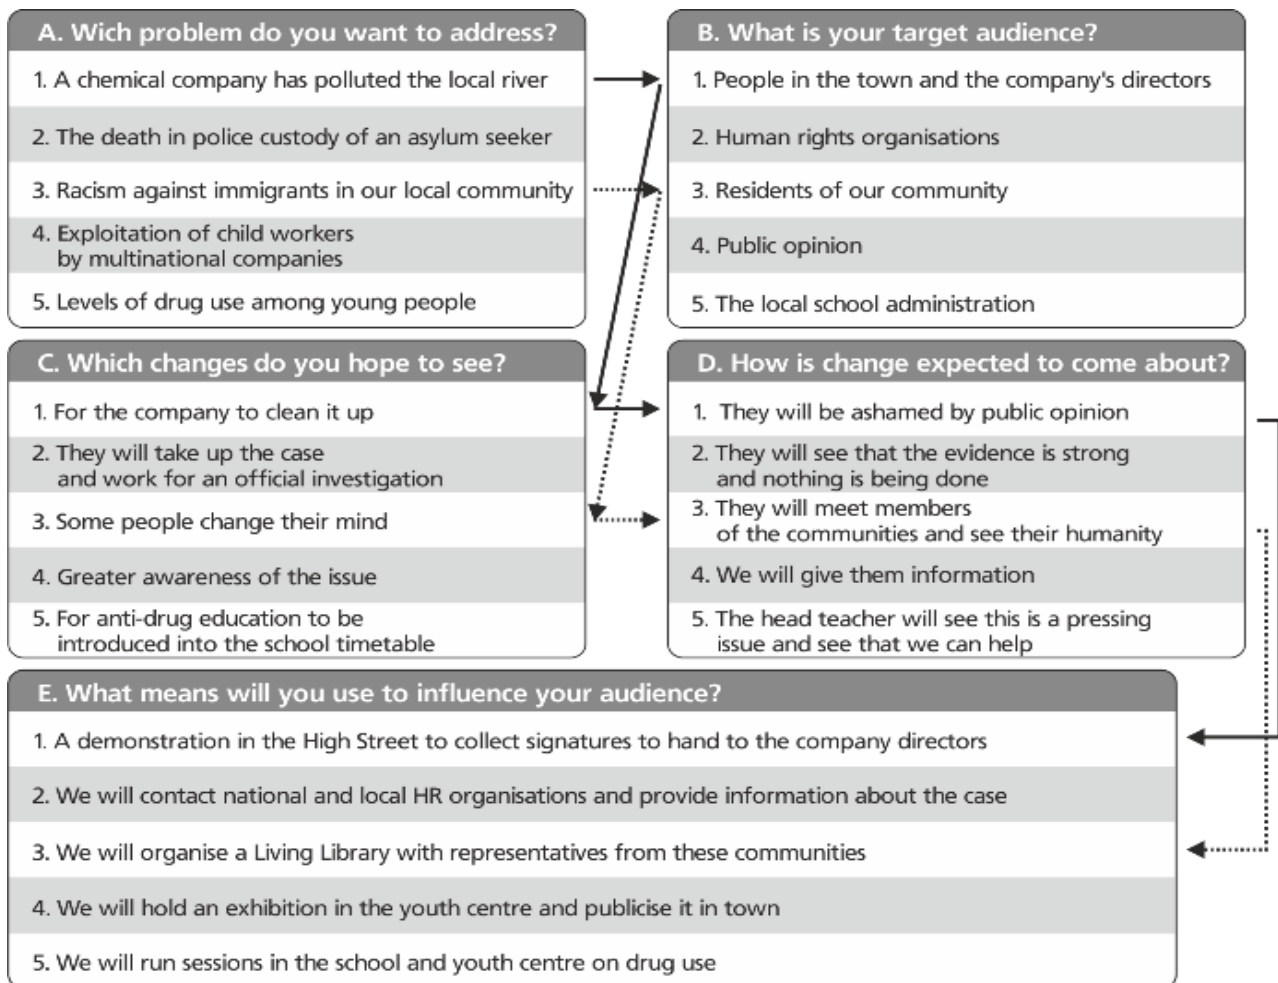 A. Wich problem do you want to address?
1. A chemical company has polluted the local river
2. The death in police custody of an asylum seeker
3. Racism against immigrants in our local community
4. Exploitation of child workers
by multinational companies
5. Levels of drug use among young people
B. What is your target audience?
1. People in the town and the company's directors
2. Human rights organisations
3. Residents of our community
4. Public opinion
5. The local school administration
C. Which changes do you hope to see?
1. For the company to clean it up
2. They will take up the case
and work for an official investigation
3. Some people change their mind
4. Greater awareness of the issue
5. For anti-drug education to be
introduced into the school timetable
D. How is change expected to come about?
1. They will be ashamed by public opinion
2. They will see that the evidence is strong
and nothing is being done
3. They will meet members
of the communities and see their humanity
4. We will give them information
5. The head teacher will see this is a pressing
issue and see that we can help
E. What means will you use to influence your audience?
1. A demonstration in the High Street to collect signatures to hand to the company directors
2. We will contact national and local HR organisations and provide information about the case
3. We will organise a Living Library with representatives from these communities
4. We will hold an exhibition in the youth centre and publicise it in town
5. We will run sessions in the school and youth centre on drug use